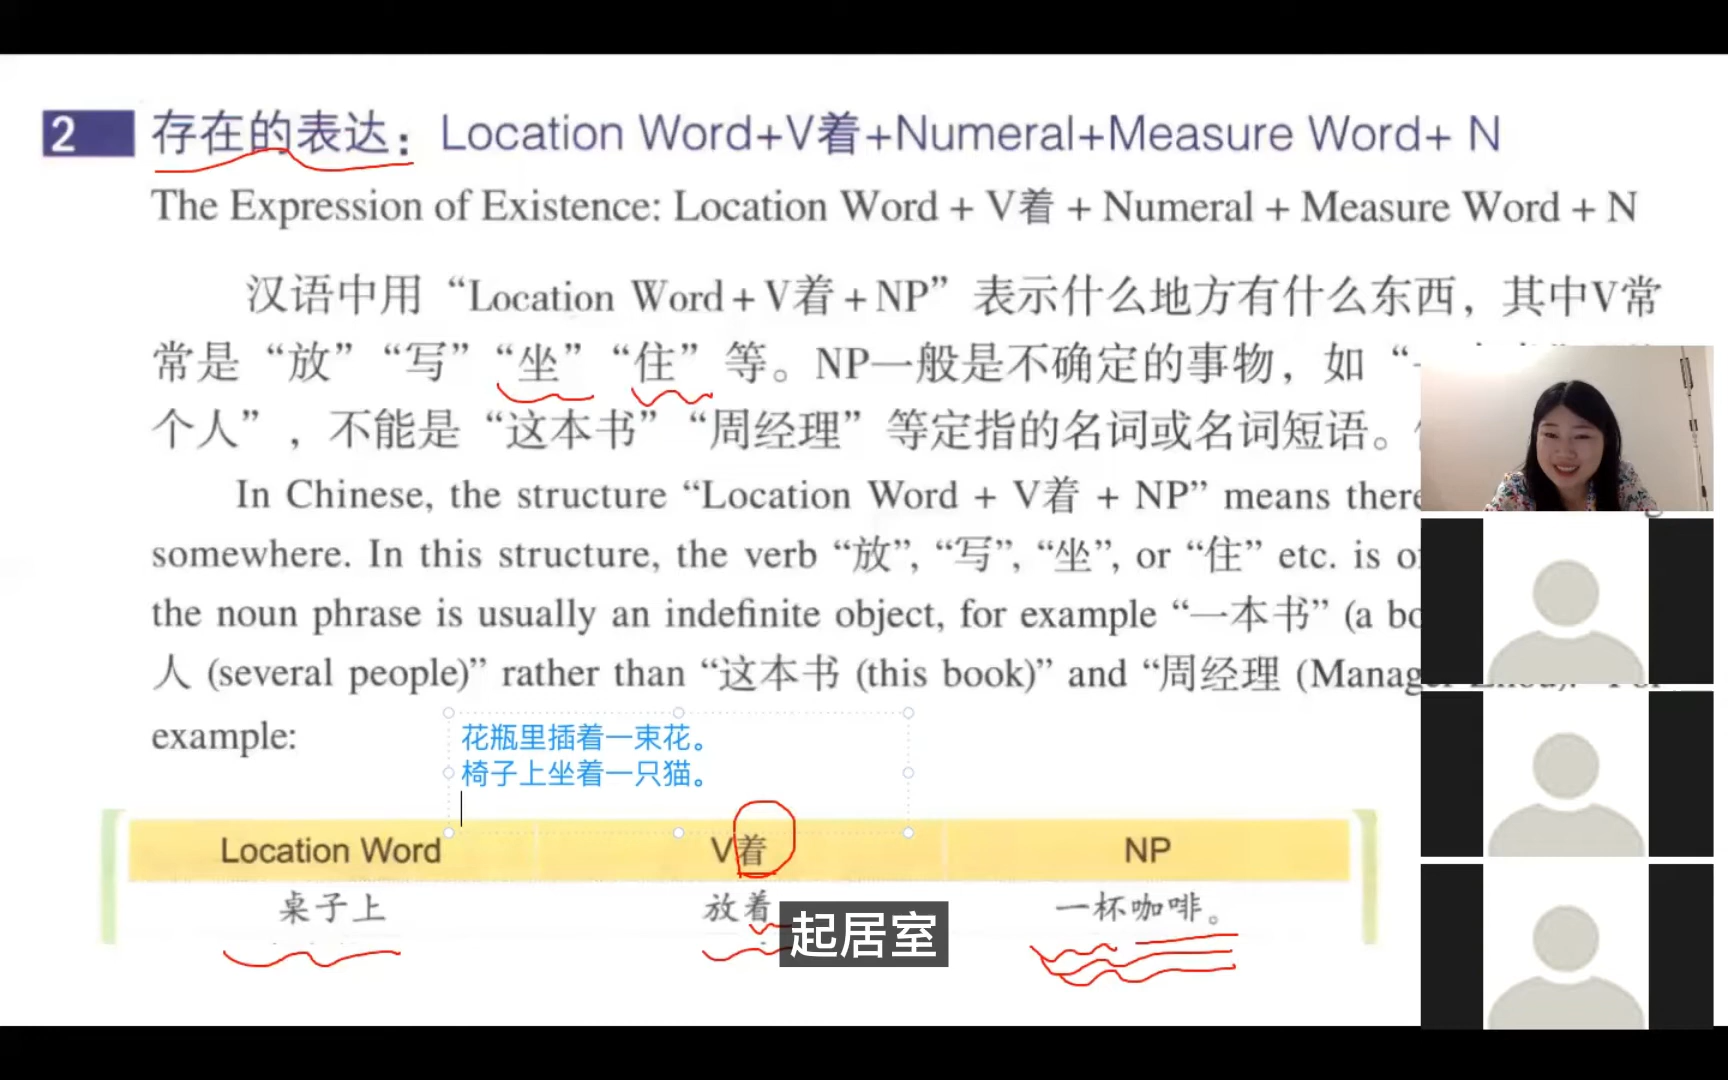 2 存在的表达：Location Word+V着+Numeral+Measure Word+ N
The Expression of Existence: Location Word + V着 + Numeral + Measure Word + N
汉语中用“Location Word+V着+NP”表示什么地方有什么东西，其中V常
常是“放”“写”“坐”“住”等。NP一般是不确定的事物，如“一
个人”，不能是“这本书”“周经理”等定指的名词或名词短语。
In Chinese, the structure “Location Word + V着 + NP” means there
somewhere. In this structure, the verb “放”, “写”, “坐”, or “住” etc. is
the noun phrase is usually an indefinite object, for example “一本书” (a
人 (several people)” rather than “这本书 (this book)” and “周经理 (Manager
example:
花瓶里插着一束花。
椅子上坐着一只猫。
Location Word V着 NP
桌子上 放着 一杯咖啡。
起居室